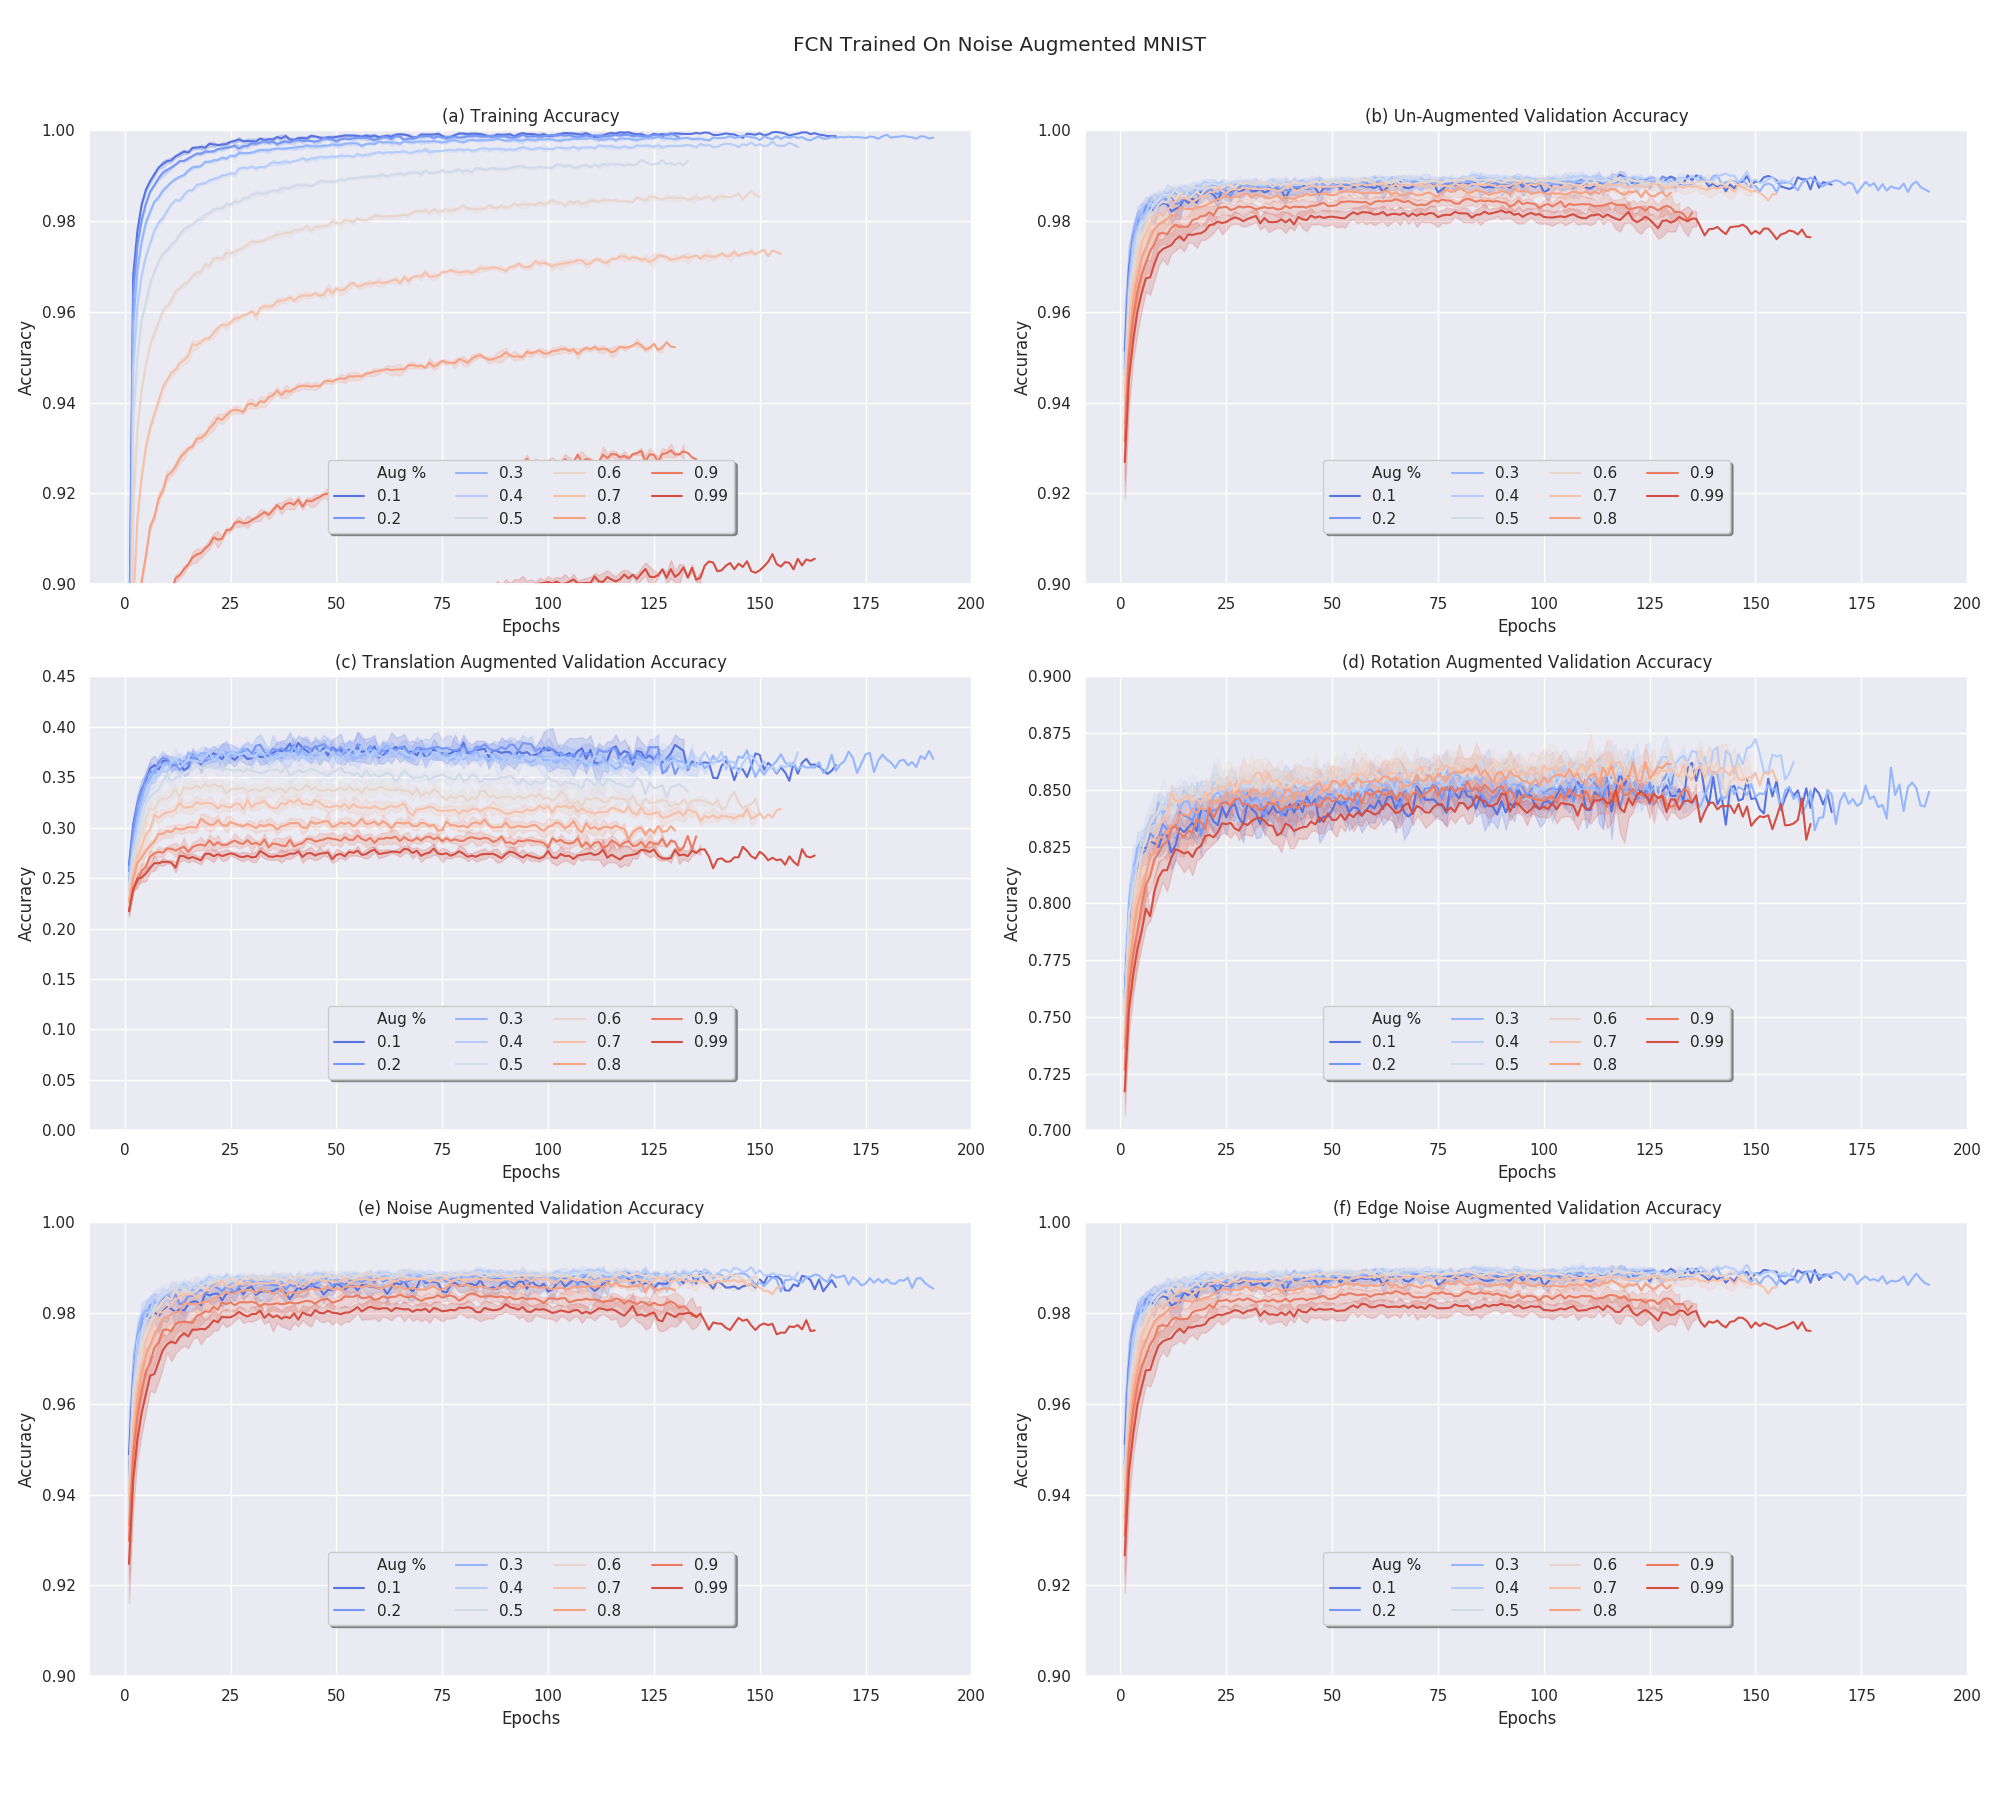 FCN Trained On Noise Augmented MNIST
(a) Training Accuracy
1.00
0.98
0.96
0.94
0.92
0.90
Accuracy
Aug % 0.3 0.6 0.9
0.1 0.4 0.7 0.99
0.2 0.5 0.8
0 25 50 75 100 125 150 175 200
Epochs
(b) Un-Augmented Validation Accuracy
1.00
0.98
0.96
0.94
0.92
0.90
Accuracy
Aug % 0.3 0.6 0.9
0.1 0.4 0.7 0.99
0.2 0.5 0.8
0 25 50 75 100 125 150 175 200
Epochs
(c) Translation Augmented Validation Accuracy
0.45
0.40
0.35
0.30
0.25
0.20
0.15
0.10
0.05
0.00
Accuracy
Aug % 0.3 0.6 0.9
0.1 0.4 0.7 0.99
0.2 0.5 0.8
0 25 50 75 100 125 150 175 200
Epochs
(d) Rotation Augmented Validation Accuracy
0.900
0.875
0.850
0.825
0.800
0.775
0.750
0.725
0.700
Accuracy
Aug % 0.3 0.6 0.9
0.1 0.4 0.7 0.99
0.2 0.5 0.8
0 25 50 75 100 125 150 175 200
Epochs
(e) Noise Augmented Validation Accuracy
1.00
0.98
0.96
0.94
0.92
0.90
Accuracy
Aug % 0.3 0.6 0.9
0.1 0.4 0.7 0.99
0.2 0.5 0.8
0 25 50 75 100 125 150 175 200
Epochs
(f) Edge Noise Augmented Validation Accuracy
1.00
0.98
0.96
0.94
0.92
0.90
Accuracy
Aug % 0.3 0.6 0.9
0.1 0.4 0.7 0.99
0.2 0.5 0.8
0 25 50 75 100 125 150 175 200
Epochs